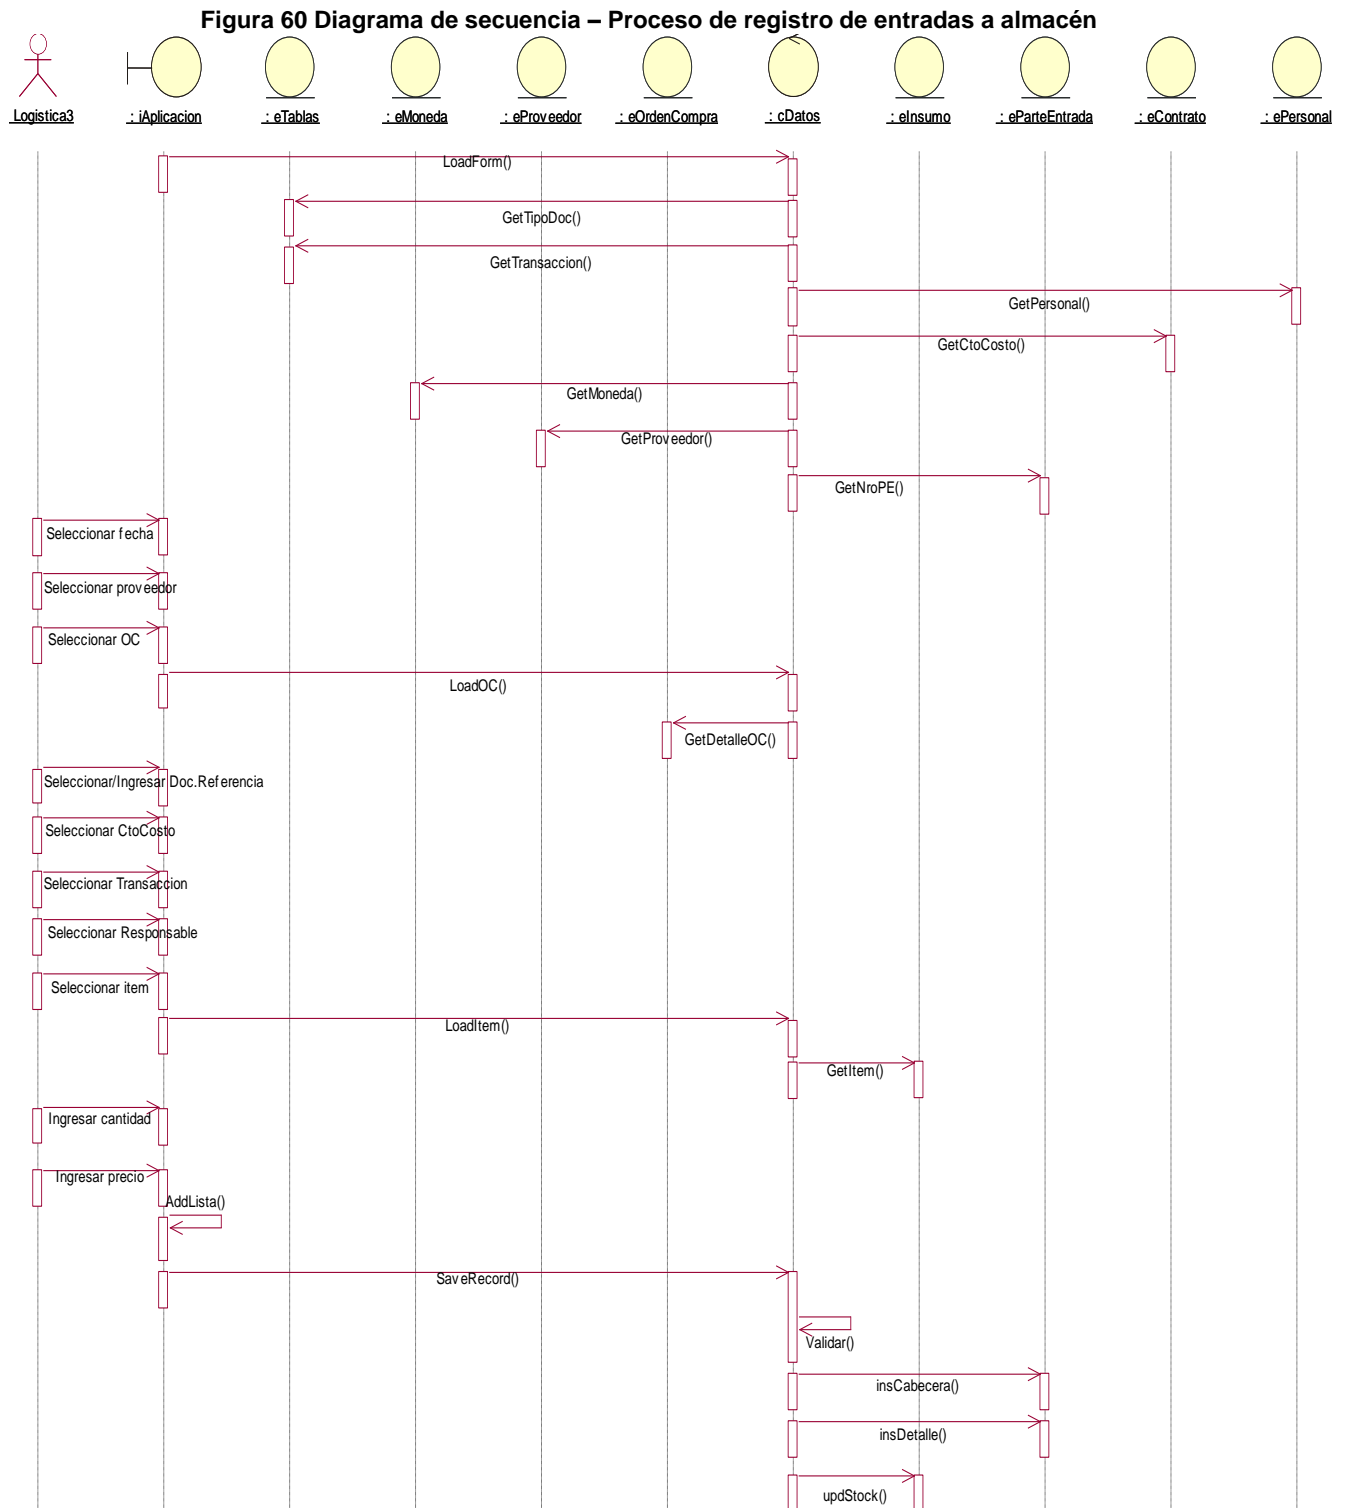 Figura 60 Diagrama de secuencia – Proceso de registro de entradas a almacén
Logistica3
: iAplicacion
: eTablas
: eMoneda
: eProveedor
: eOrdenCompra
: cDatos
: eInsumo
: eParteEntrada
: eContrato
: ePersonal
LoadForm()
GetTipoDoc()
GetTransaccion()
GetPersonal()
GetCtoCosto()
GetMoneda()
GetProveedor()
GetNroPE()
Seleccionar fecha
Seleccionar proveedor
Seleccionar OC
LoadOC()
GetDetalleOC()
Seleccionar/Ingresar Doc.Referencia
Seleccionar CtoCosto
Seleccionar Transaccion
Seleccionar Responsable
Seleccionar item
LoadItem()
GetItem()
Ingresar cantidad
Ingresar precio
AddLista()
SaveRecord()
Validar()
insCabecera()
insDetalle()
updStock()